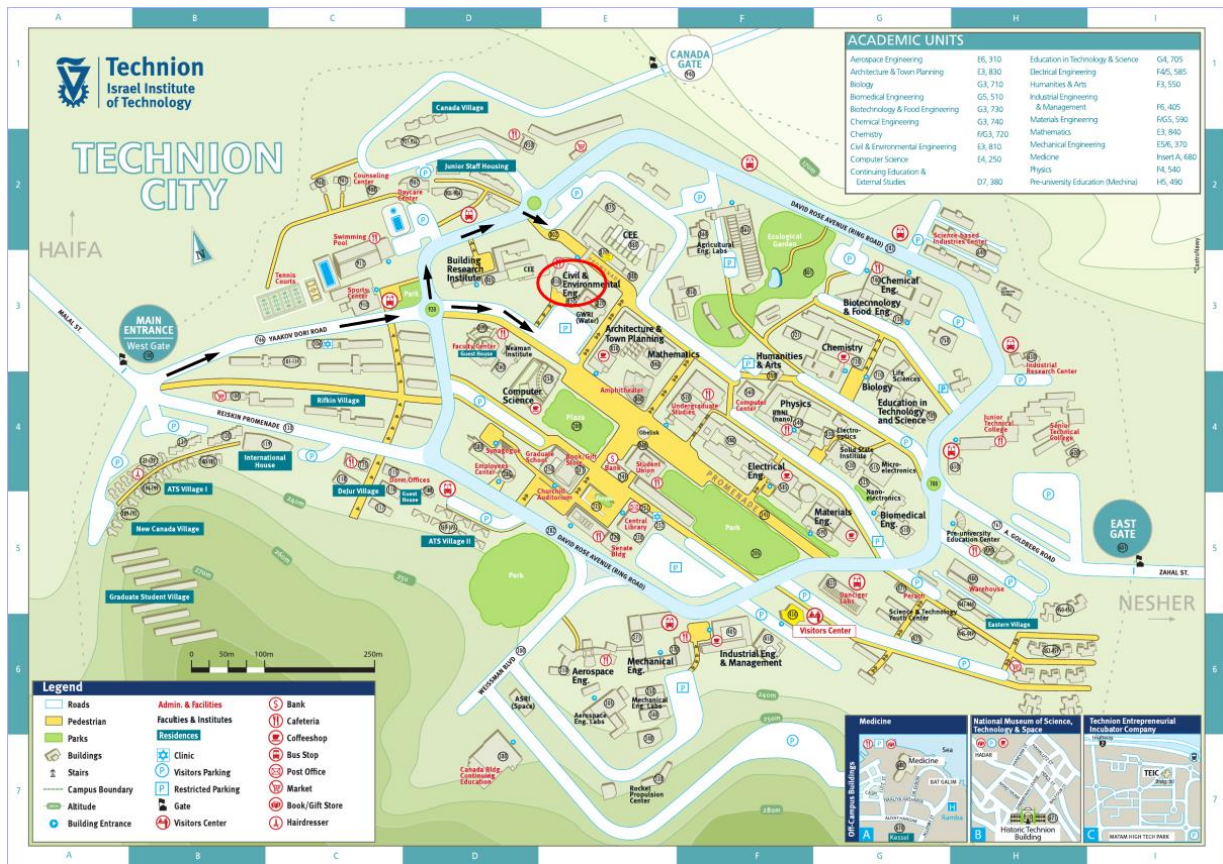 A B C D E F G H I
1
2
3
4
5
6
7
Technion
Israel Institute
of Technology
TECHNION
CITY
HAIFA
NESHER
CANADA
GATE
MAIN
ENTRANCE
West Gate
EAST
GATE
ACADEMIC UNITS
Aerospace Engineering E6, 310
Architecture & Town Planning E3, 830
Biology G3, 710
Biomedical Engineering G5, 510
Biotechnology & Food Engineering G3, 730
Chemical Engineering G3, 740
Chemistry F/G3, 720
Civil & Environmental Engineering E3, 810
Computer Science E4, 250
Continuing Education &
External Studies D7, 380
Education in Technology & Science G4, 705
Electrical Engineering F4/5, 585
Humanities & Arts F3, 550
Industrial Engineering
& Management F6, 405
Materials Engineering F/G5, 590
Mathematics E3, 840
Mechanical Engineering E5/6, 370
Medicine Insert A, 680
Physics F4, 540
Pre-university Education (Mechina) H5, 490
Canada Village
Junior Staff Housing
Counseling
Center
Daycare
Center
Swimming
Pool
Tennis
Courts
Sports
Center
Park
Building
Research
Institute
CEE
CEE
Civil &
Environmental
Eng.
GWRI
(Water)
Agricultural
Eng. Labs
Ecological
Garden
DAVID ROSE AVENUE (RING ROAD)
Science-based
Industries Center
Chemical Eng.
Biotechnology
& Food Eng.
MALAL ST.
YAAKOV DORI ROAD
Faculty Center
Guest House
Neaman
Institute
Architecture &
Town Planning
Mathematics
Humanities
& Arts
Chemistry
Life
Sciences
Biology
Industrial
Research Center
Rifkin Village
REISKIN PROMENADE
Computer
Science
Amphitheater
Undergraduate
Studies
Computer
Center
Physics
RBNI
(nano)
Education in
Technology
and Science
Junior
Technical
College
Senior
Technical
College
Plaza
Obelisk
Electro-
optics
Solid State
Institute
Micro-
electronics
International
House
ATS Village I
New Canada Village
DeJur Village
Dorm Offices
Guest
House
ATS Village II
Synagogue
Employees
Center
Graduate
School
Book/Gift
Store
Bank
Student
Union
Churchill
Auditorium
Central
Library
Senate
Bldg
PROMENADE
Park
Electrical
Eng.
Nano-
electronics
Materials
Eng.
Biomedical
Eng.
Pre-university
Education Center
A. GOLDBERG ROAD
ZAHAL ST.
Graduate Student Village
Park
DAVID ROSE AVENUE (RING ROAD)
Danciger
Labs
Visitors Center
Science & Technology
Youth Center
Warehouse
Eastern Village
WEISSMAN BLVD
Aerospace
Eng.
Mechanical
Eng.
Industrial Eng.
& Management
ASRI
(Space)
Aerospace
Eng. Labs
Mechanical
Eng. Labs
Canada Bldg.
Continuing
Education
Rocket
Propulsion
Center
0 50m 100m 250m
Legend
Roads
Pedestrian
Parks
Buildings
Stairs
Campus Boundary
Altitude
Building Entrance
Admin. & Facilities
Faculties & Institutes
Residences
Clinic
Visitors Parking
Restricted Parking
Gate
Visitors Center
Bank
Cafeteria
Coffeeshop
Bus Stop
Post Office
Market
Book/Gift Store
Hairdresser
Off-Campus Buildings
Medicine
Sea
Medicine
BAT GALIM
Rambam
Kessel
A
National Museum of Science,
Technology & Space
HADAR
Historic Technion
Building
B
Technion Entrepreneurial
Incubator Company
TEIC
MATAM HIGH TECH PARK
C